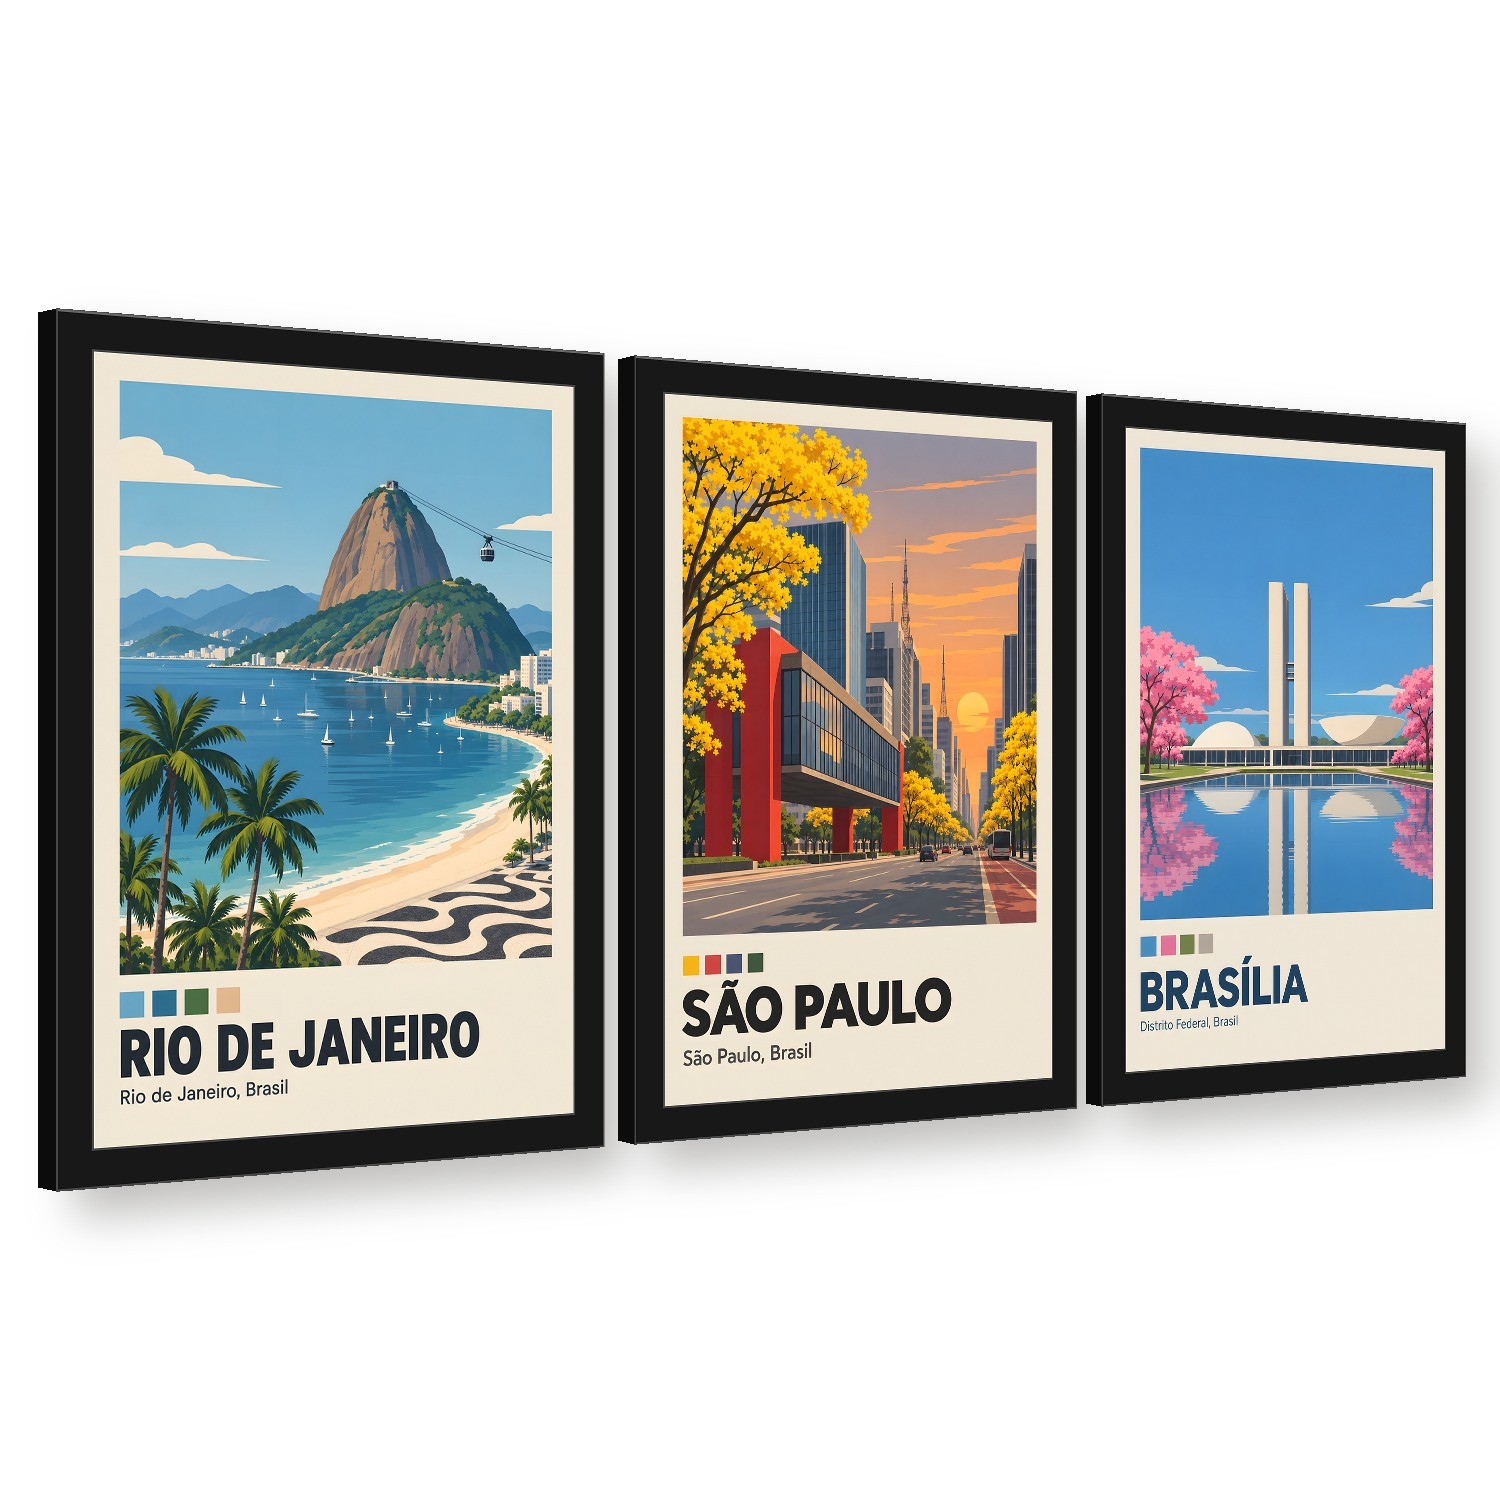 RIO DE JANEIRO
Rio de Janeiro, Brasil
SÃO PAULO
São Paulo, Brasil
BRASÍLIA
Distrito Federal, Brasil